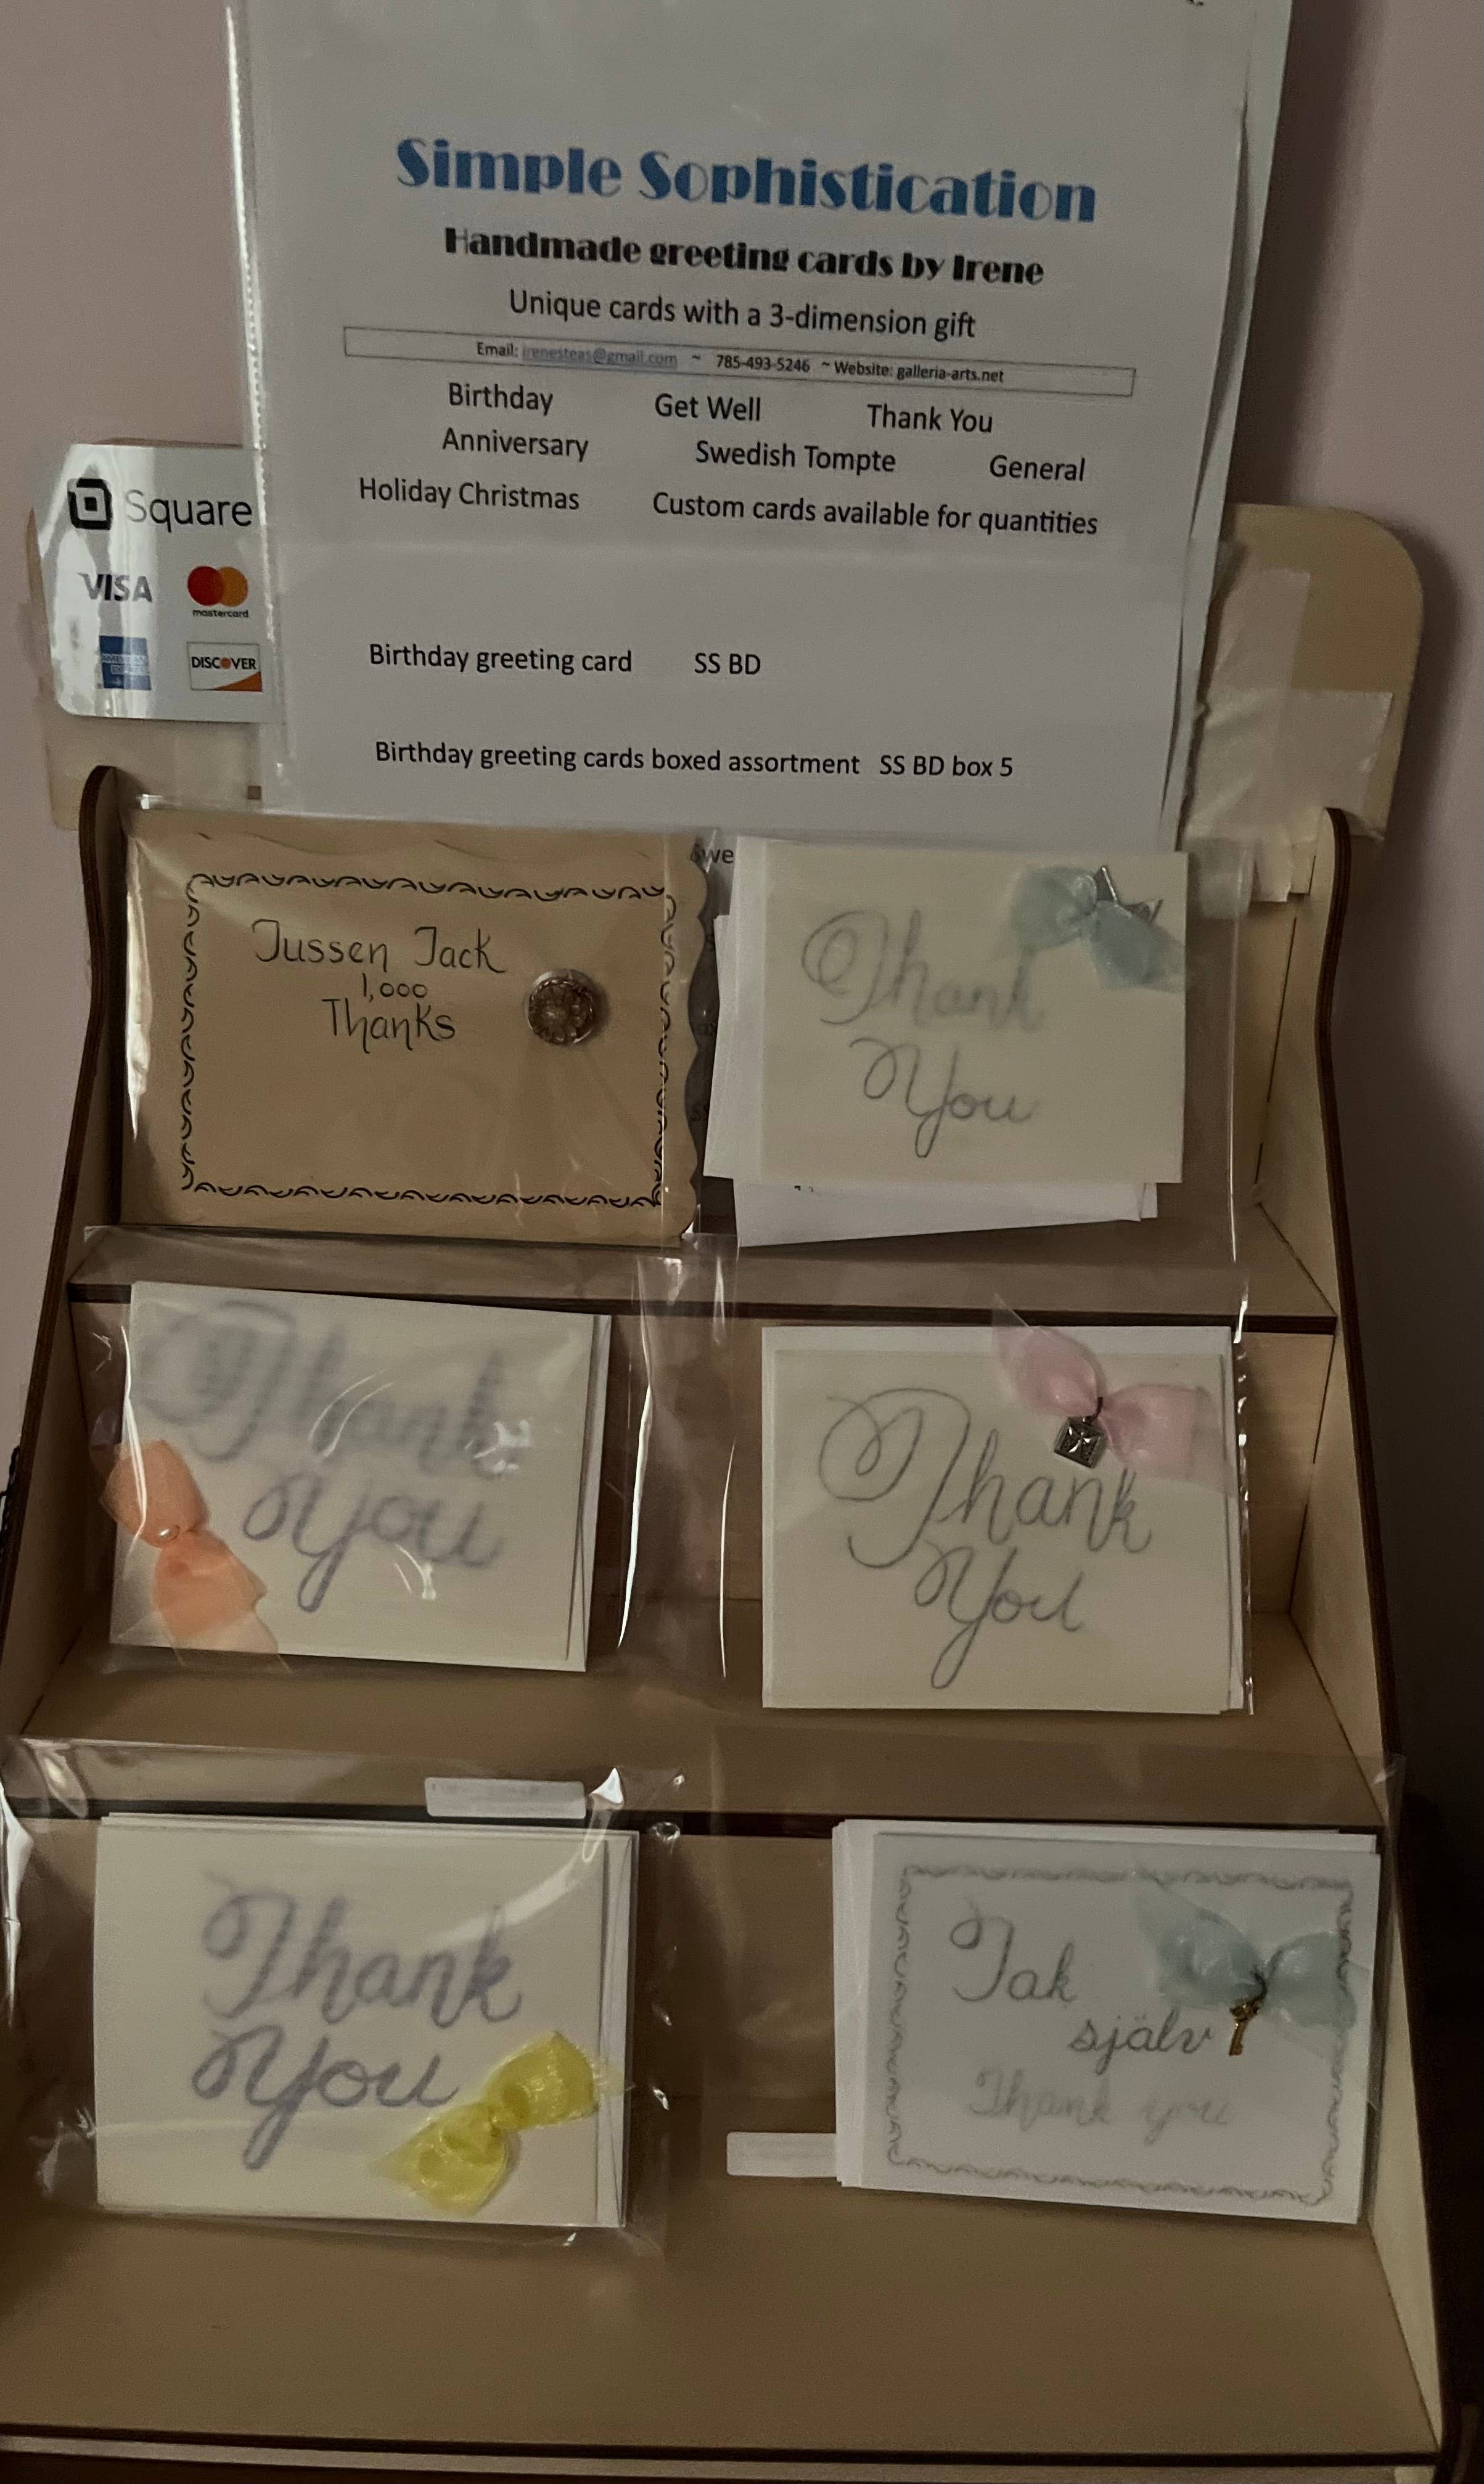 Simple Sophistication
Handmade greeting cards by Irene
Unique cards with a 3-dimension gift
Email: irenesteas@gmail.com ~ 785-493-5246 ~ Website: galleria-arts.net
Birthday Get Well Thank You
Anniversary Swedish Tompte General
Holiday Christmas Custom cards available for quantities
Square
VISA mastercard
AMERICAN EXPRESS DISCOVER
Birthday greeting card SS BD
Birthday greeting cards boxed assortment SS BD box 5
Swe
Tussen Tack
1,000
Thanks
Thank
You
Thank
You
Thank
You
Thank
You
Tak
själv
Thank you